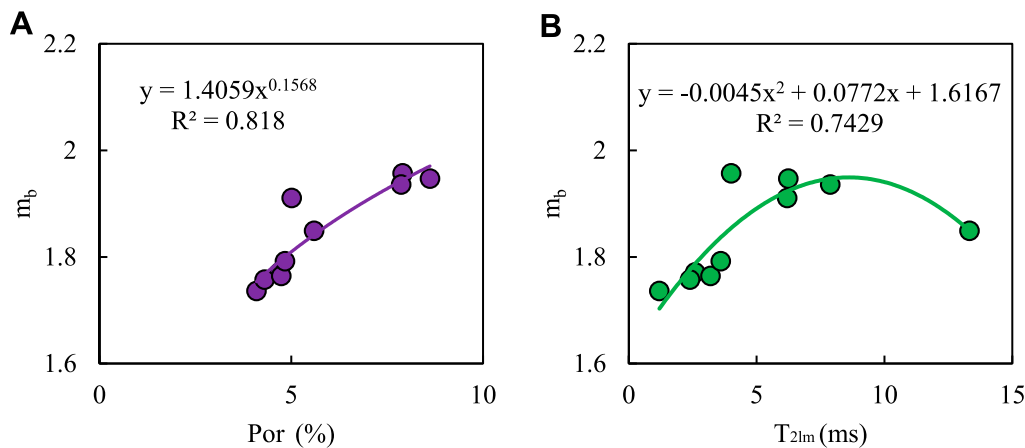 A
2.2
y = 1.4059x^0.1568
R² = 0.818
2
m_b
1.8
1.6
0
5
10
Por (%)
B
2.2
y = -0.0045x² + 0.0772x + 1.6167
R² = 0.7429
2
m_b
1.8
1.6
0
5
10
15
T_2lm (ms)